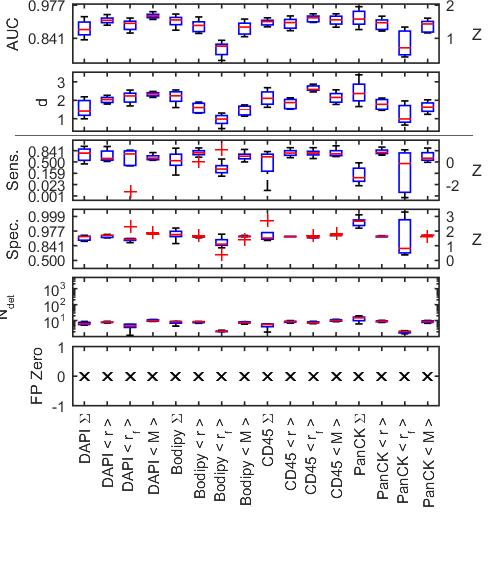 0.977
0.841
AUC
2
1
Z
3
2
1
d
0.841
0.500
0.159
0.023
0.001
Sens.
0
-2
Z
0.999
0.977
0.841
0.500
Spec.
3
2
1
0
Z
10³
10²
10¹
N_del
1
0
-1
FP Zero
DAPI Σ
DAPI < r >
DAPI < r_f >
DAPI < M >
Bodipy Σ
Bodipy < r >
Bodipy < r_f >
Bodipy < M >
CD45 Σ
CD45 < r >
CD45 < r_f >
CD45 < M >
PanCK Σ
PanCK < r >
PanCK < r_f >
PanCK < M >